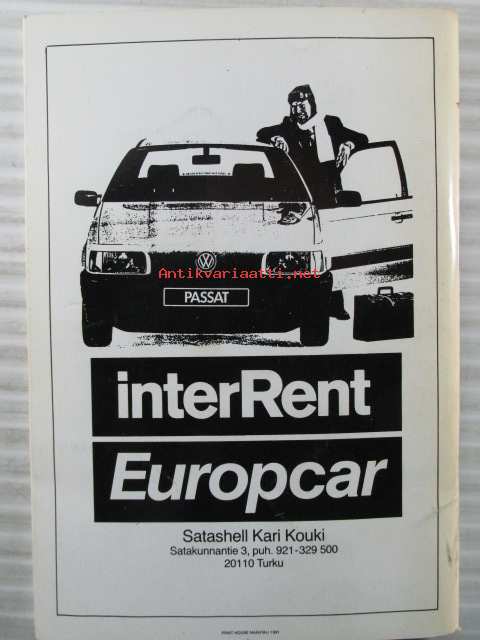 Antikvariaatti.net
PASSAT
interRent
Europcar
Satashell Kari Kouki
Satakunnantie 3, puh. 921-329 500
20110 Turku